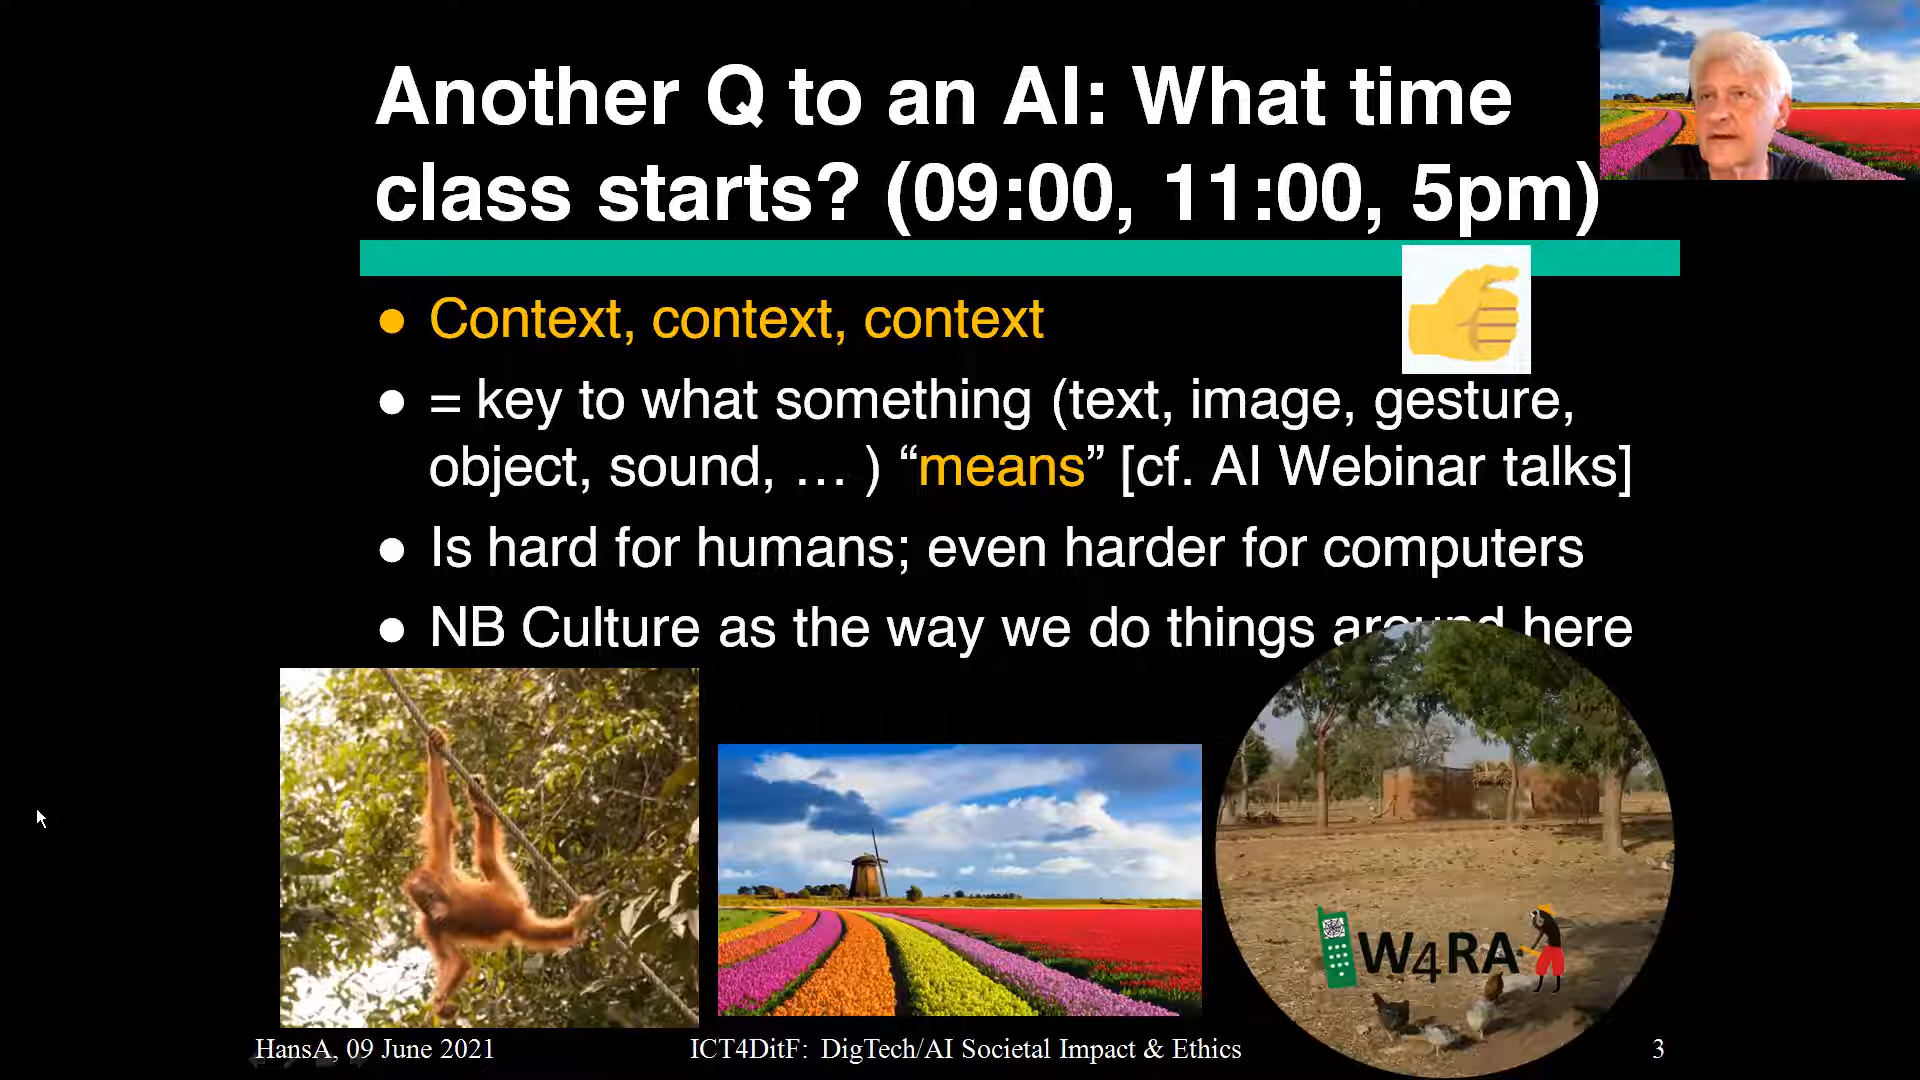 Another Q to an AI: What time
class starts? (09:00, 11:00, 5pm)
● Context, context, context
● = key to what something (text, image, gesture,
object, sound, … ) “means” [cf. AI Webinar talks]
● Is hard for humans; even harder for computers
● NB Culture as the way we do things around here
W4RA
HansA, 09 June 2021
ICT4DitF: DigTech/AI Societal Impact & Ethics
3